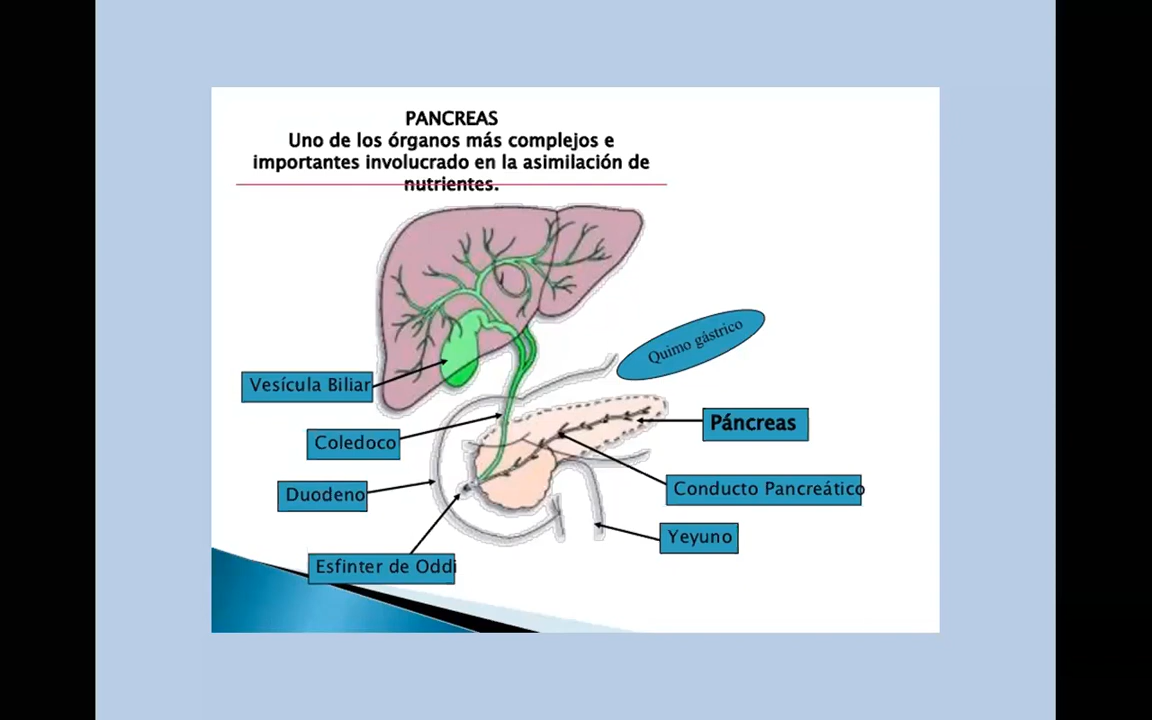 PANCREAS
Uno de los órganos más complejos e
importantes involucrado en la asimilación de
nutrientes.
Quimo gástrico
Vesícula Biliar
Páncreas
Coledoco
Conducto Pancreático
Duodeno
Yeyuno
Esfinter de Oddi